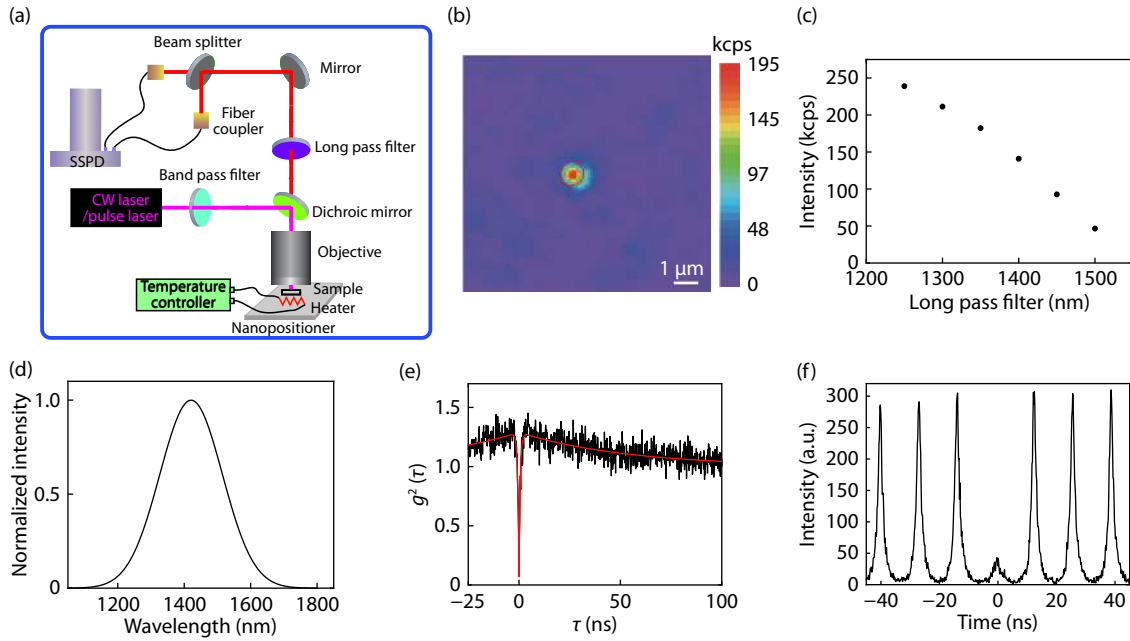 (a)
Beam splitter
Mirror
Fiber
coupler
SSPD
Long pass filter
Band pass filter
CW laser
/pulse laser
Dichroic mirror
Objective
Temperature
controller
Sample
Heater
Nanopositioner
(b)
kcps
195
145
97
48
0
1 μm
(c)
Intensity (kcps)
250
200
150
100
50
0
1200 1300 1400 1500
Long pass filter (nm)
(d)
Normalized intensity
1.0
0.5
0
1200 1400 1600 1800
Wavelength (nm)
(e)
g² (τ)
1.5
1.0
0.5
0
−25 0 25 50 75 100
τ (ns)
(f)
Intensity (a.u.)
300
250
200
150
100
50
0
−40 −20 0 20 40
Time (ns)